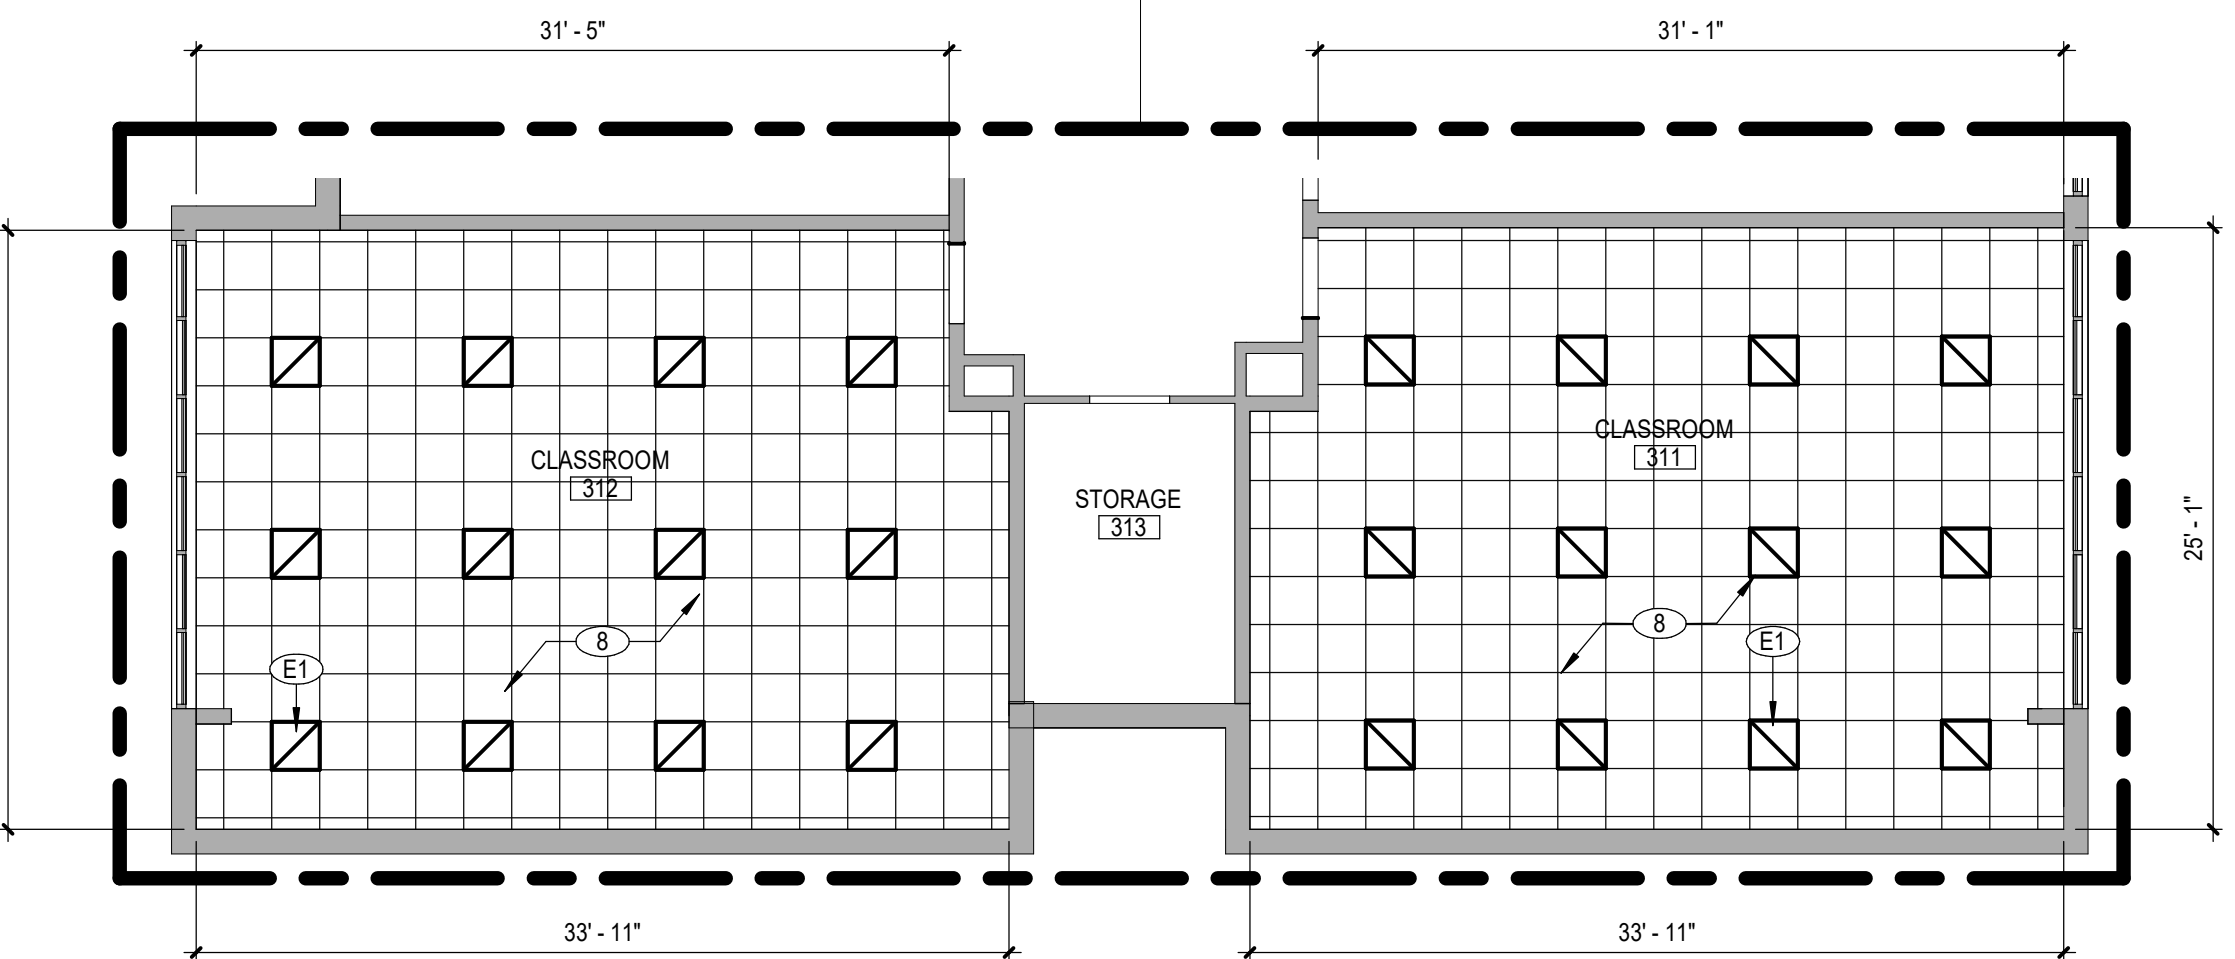 31' - 5"
31' - 1"
CLASSROOM
312
CLASSROOM
311
STORAGE
313
25' - 1"
8
8
E1
E1
33' - 11"
33' - 11"